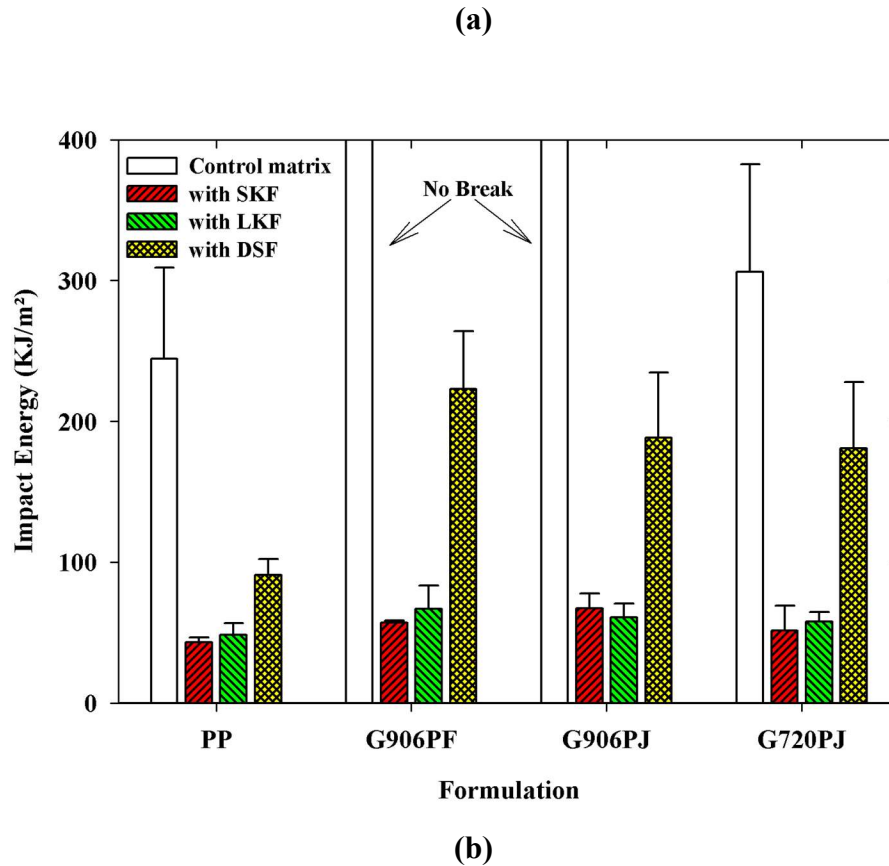 (a)
400
Control matrix
with SKF
with LKF
with DSF
No Break
300
200
100
0
Impact Energy (KJ/m²)
PP G906PF G906PJ G720PJ
Formulation
(b)